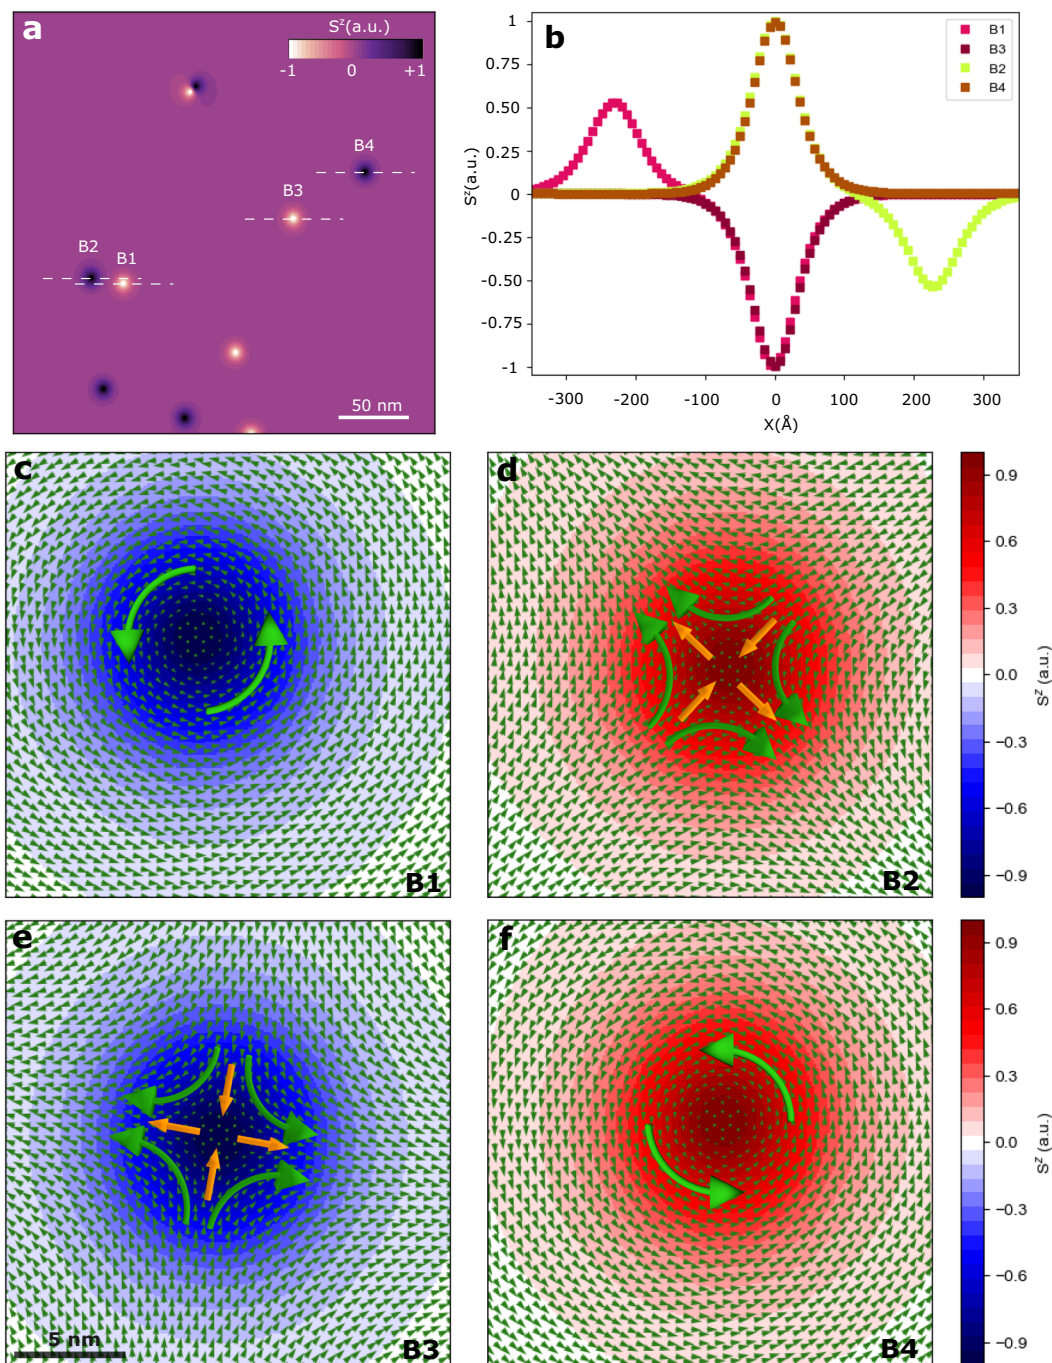 a
S^z(a.u.)
-1 0 +1
B4
B3
B2
B1
50 nm
b
B1
B3
B2
B4
1
0.75
0.50
0.25
0
-0.25
-0.50
-0.75
-1
S^z(a.u.)
-300 -200 -100 0 100 200 300
X(Å)
c
B1
d
B2
0.9
0.6
0.3
0.0
−0.3
−0.6
−0.9
S^z (a.u.)
e
5 nm
B3
f
B4
0.9
0.6
0.3
0.0
−0.3
−0.6
−0.9
S^z (a.u.)